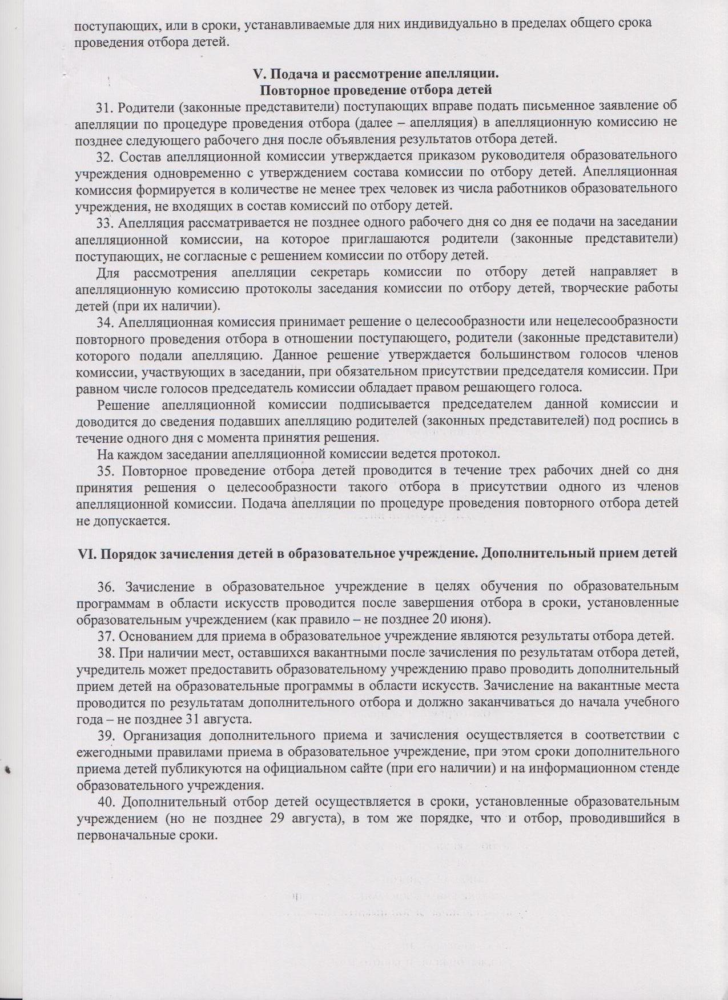 поступающих, или в сроки, устанавливаемые для них индивидуально в пределах общего срока
проведения отбора детей.
V. Подача и рассмотрение апелляции.
Повторное проведение отбора детей
31. Родители (законные представители) поступающих вправе подать письменное заявление об
апелляции по процедуре проведения отбора (далее – апелляция) в апелляционную комиссию не
позднее следующего рабочего дня после объявления результатов отбора детей.
32. Состав апелляционной комиссии утверждается приказом руководителя образовательного
учреждения одновременно с утверждением состава комиссии по отбору детей. Апелляционная
комиссия формируется в количестве не менее трех человек из числа работников образовательного
учреждения, не входящих в состав комиссий по отбору детей.
33. Апелляция рассматривается не позднее одного рабочего дня со дня ее подачи на заседании
апелляционной комиссии, на которое приглашаются родители (законные представители)
поступающих, не согласные с решением комиссии по отбору детей.
Для рассмотрения апелляции секретарь комиссии по отбору детей направляет в
апелляционную комиссию протоколы заседания комиссии по отбору детей, творческие работы
детей (при их наличии).
34. Апелляционная комиссия принимает решение о целесообразности или нецелесообразности
повторного проведения отбора в отношении поступающего, родители (законные представители)
которого подали апелляцию. Данное решение утверждается большинством голосов членов
комиссии, участвующих в заседании, при обязательном присутствии председателя комиссии. При
равном числе голосов председатель комиссии обладает правом решающего голоса.
Решение апелляционной комиссии подписывается председателем данной комиссии и
доводится до сведения подавших апелляцию родителей (законных представителей) под роспись в
течение одного дня с момента принятия решения.
На каждом заседании апелляционной комиссии ведется протокол.
35. Повторное проведение отбора детей проводится в течение трех рабочих дней со дня
принятия решения о целесообразности такого отбора в присутствии одного из членов
апелляционной комиссии. Подача апелляции по процедуре проведения повторного отбора детей
не допускается.
VI. Порядок зачисления детей в образовательное учреждение. Дополнительный прием детей
36. Зачисление в образовательное учреждение в целях обучения по образовательным
программам в области искусств проводится после завершения отбора в сроки, установленные
образовательным учреждением (как правило – не позднее 20 июня).
37. Основанием для приема в образовательное учреждение являются результаты отбора детей.
38. При наличии мест, оставшихся вакантными после зачисления по результатам отбора детей,
учредитель может предоставить образовательному учреждению право проводить дополнительный
прием детей на образовательные программы в области искусств. Зачисление на вакантные места
проводится по результатам дополнительного отбора и должно заканчиваться до начала учебного
года – не позднее 31 августа.
39. Организация дополнительного приема и зачисления осуществляется в соответствии с
ежегодными правилами приема в образовательное учреждение, при этом сроки дополнительного
приема детей публикуются на официальном сайте (при его наличии) и на информационном стенде
образовательного учреждения.
40. Дополнительный отбор детей осуществляется в сроки, установленные образовательным
учреждением (но не позднее 29 августа), в том же порядке, что и отбор, проводившийся в
первоначальные сроки.